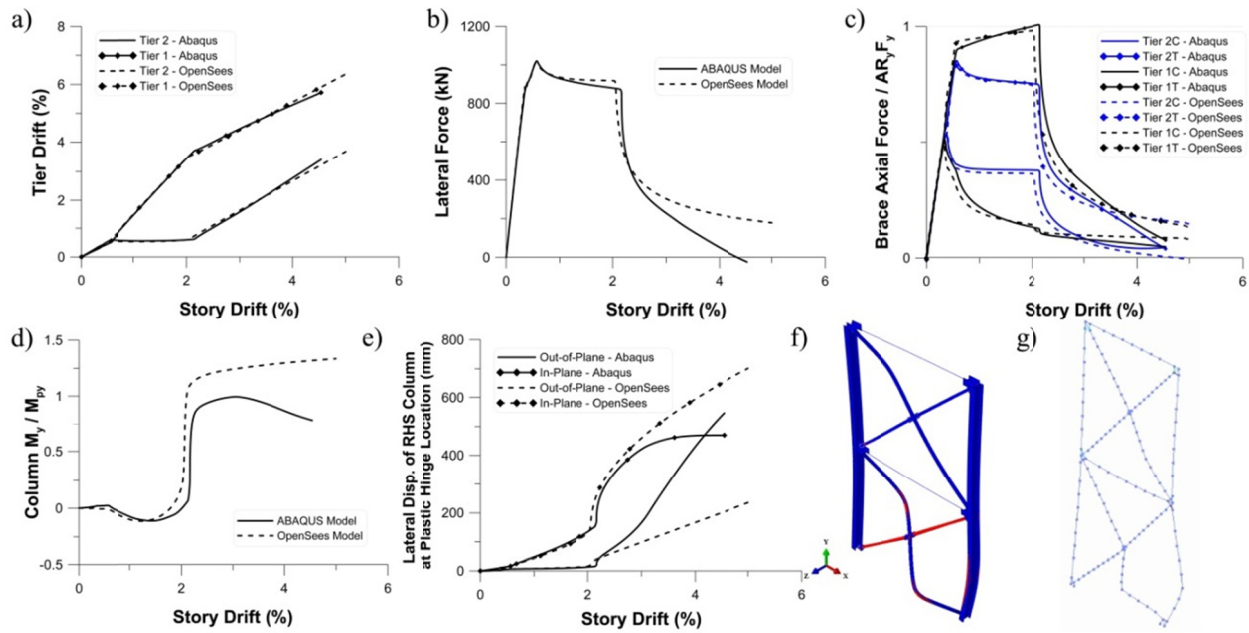 a)
8
6
4
2
0
Tier Drift (%)
Tier 2 - Abaqus
Tier 1 - Abaqus
Tier 2 - OpenSees
Tier 1 - OpenSees
0 2 4 6
Story Drift (%)
b)
1200
1000
800
600
400
200
0
Lateral Force (kN)
ABAQUS Model
OpenSees Model
0 2 4 6
Story Drift (%)
c)
1
0
Brace Axial Force / ARyFy
Tier 2C - Abaqus
Tier 2T - Abaqus
Tier 1C - Abaqus
Tier 1T - Abaqus
Tier 2C - OpenSees
Tier 2T - OpenSees
Tier 1C - OpenSees
Tier 1T - OpenSees
0 2 4 6
Story Drift (%)
d)
1.5
1
0.5
0
-0.5
Column My / Mpy
ABAQUS Model
OpenSees Model
0 2 4 6
Story Drift (%)
e)
800
600
400
200
0
Lateral Disp. of RHS Column
at Plastic Hinge Location (mm)
Out-of-Plane - Abaqus
In-Plane - Abaqus
Out-of-Plane - OpenSees
In-Plane - OpenSees
0 2 4 6
Story Drift (%)
f)
Y
Z
X
g)